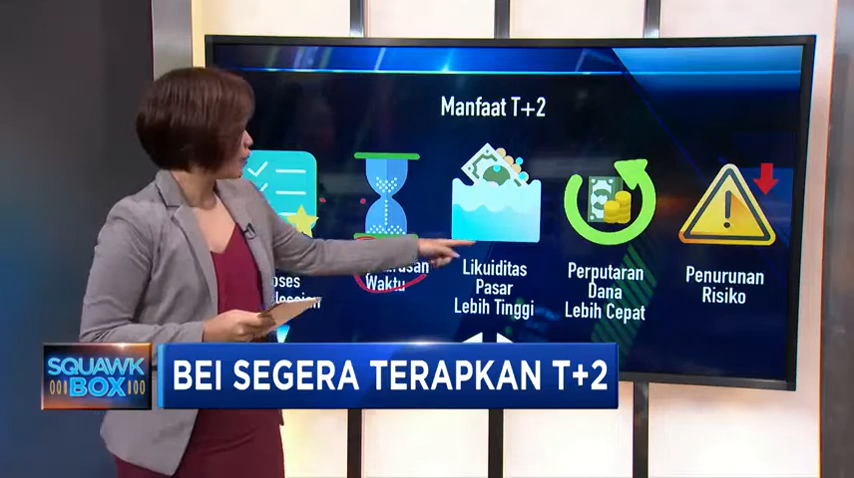 Manfaat T+2
Waktu
Likuiditas
Pasar
Lebih Tinggi
Perputaran
Dana
Lebih Cepat
Penurunan
Risiko
SQUAWK
BOX
BEI SEGERA TERAPKAN T+2